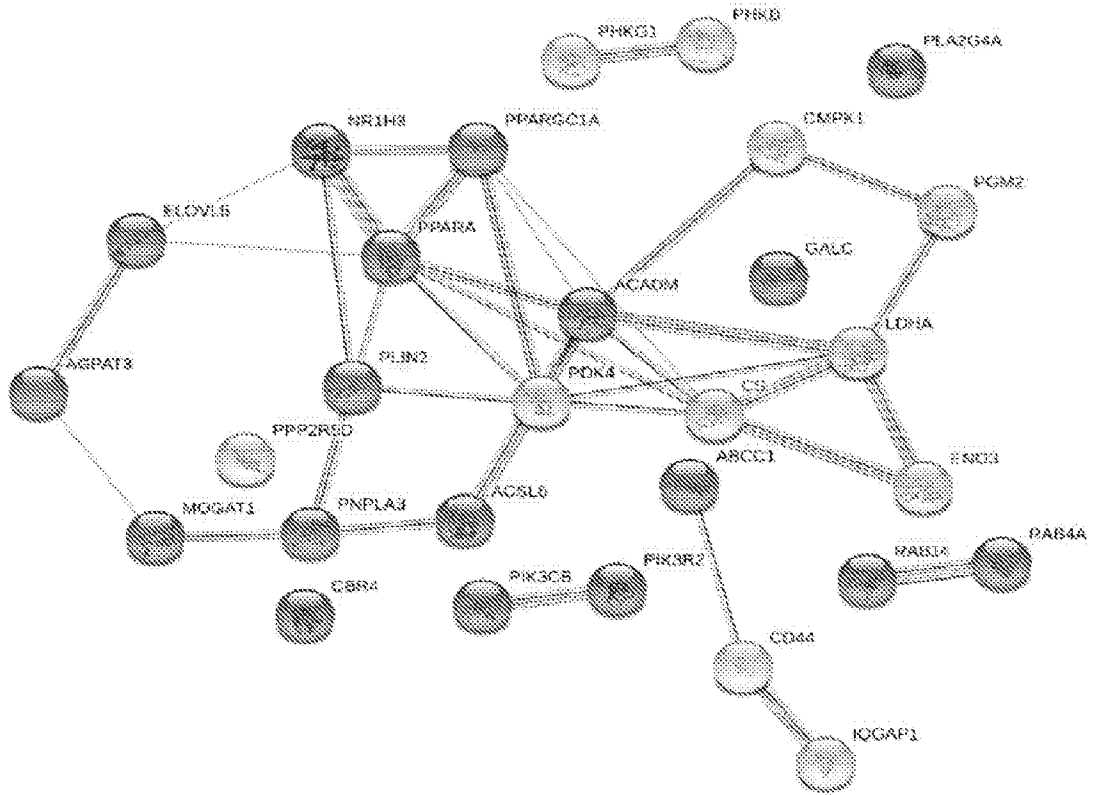 PHKG1
PHKB
PLA2G4A
NR1H3
PPARGC1A
CMPK1
ELOVL6
PPARA
PGM2
GALC
ACADM
LDHA
AGPAT3
PLIN2
PDK4
CS
PPP2R5D
ABCC1
ENO3
MOGAT1
PNPLA3
ACSL6
RAB14
RAB4A
PIK3CB
PIK3R2
CBR4
CD44
IQGAP1